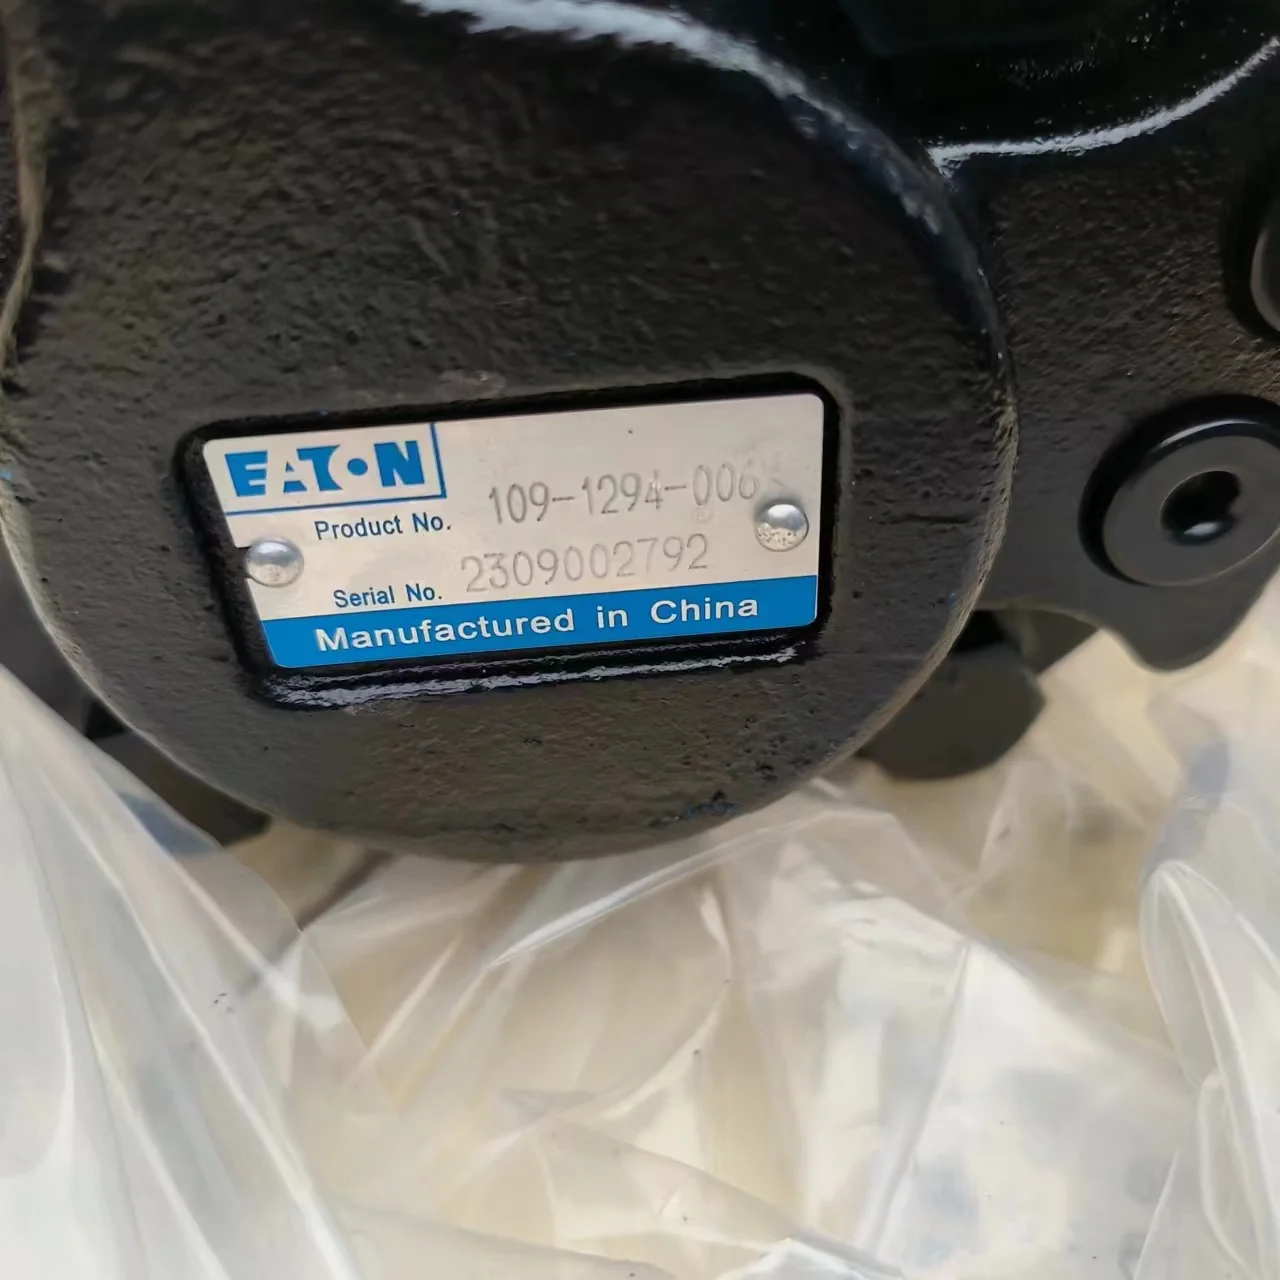 EATON
Product No. 109-1294-006
Serial No. 2309002792
Manufactured in China